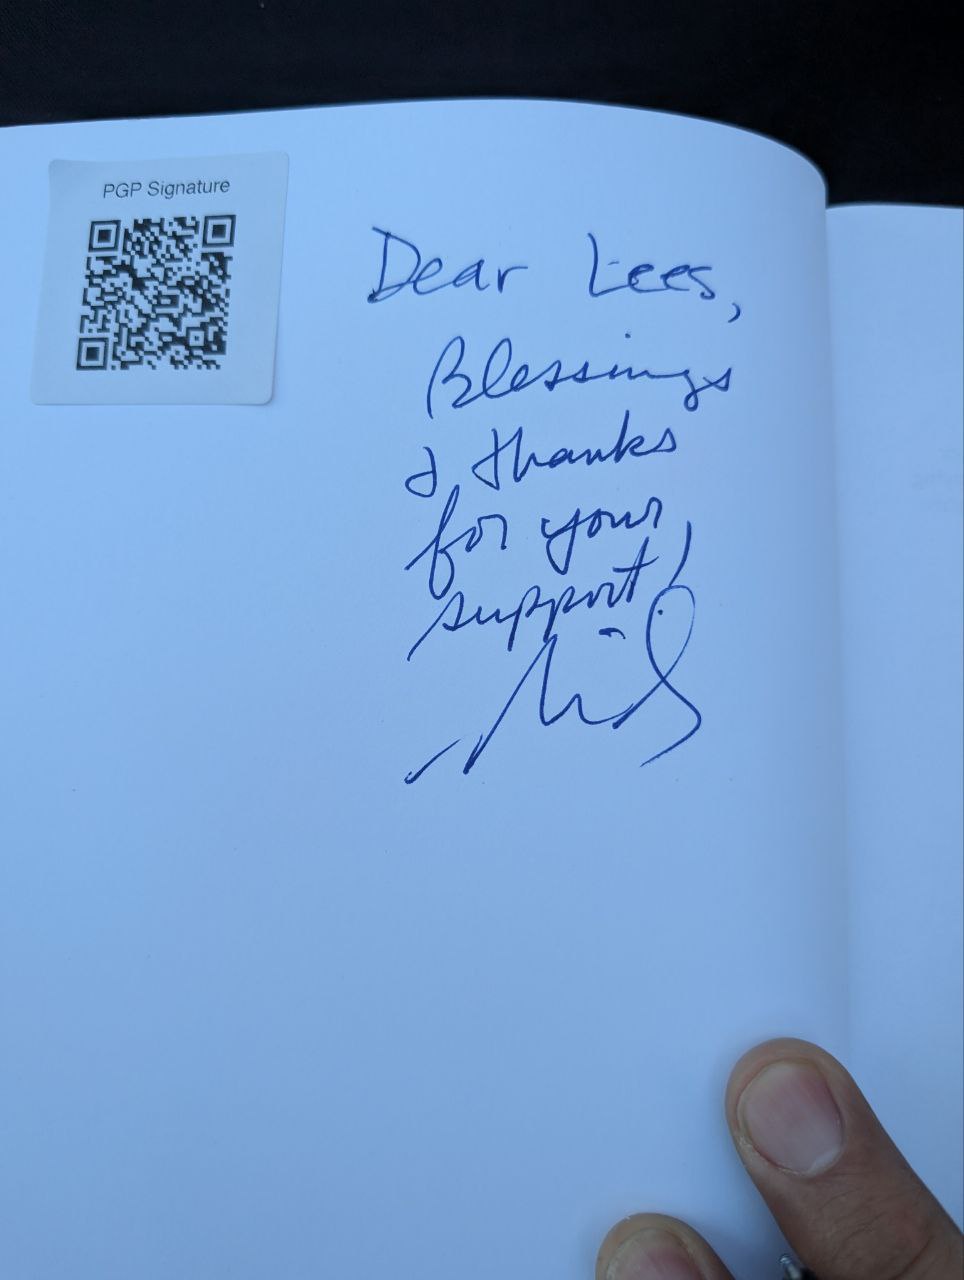 PGP Signature
Dear Lees,
Blessings
& thanks
for your
support!